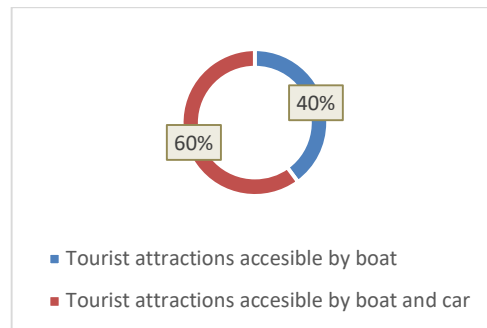 40%
60%
Tourist attractions accesible by boat
Tourist attractions accesible by boat and car